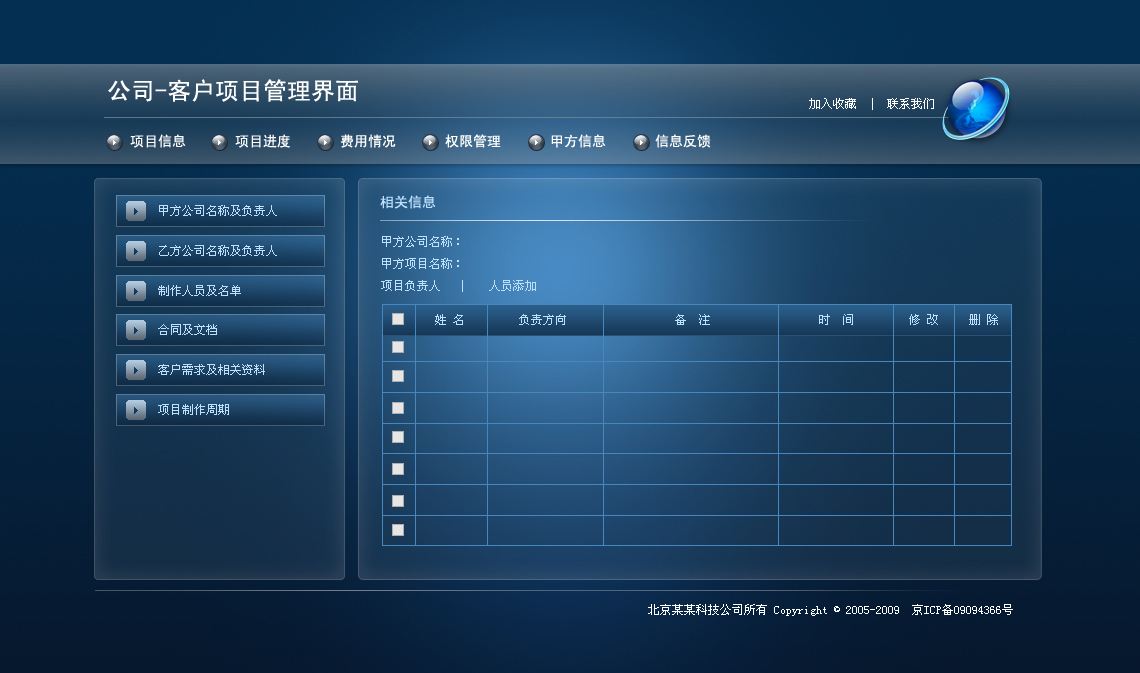 公司-客户项目管理界面
加入收藏 | 联系我们
项目信息 项目进度 费用情况 权限管理 甲方信息 信息反馈
甲方公司名称及负责人
乙方公司名称及负责人
制作人员及名单
合同及文档
客户需求及相关资料
项目制作周期
相关信息
甲方公司名称：
甲方项目名称：
项目负责人 | 人员添加
姓 名 负责方向 备 注 时 间 修 改 删 除
北京某某科技公司所有 Copyright © 2005-2009 京ICP备09094366号